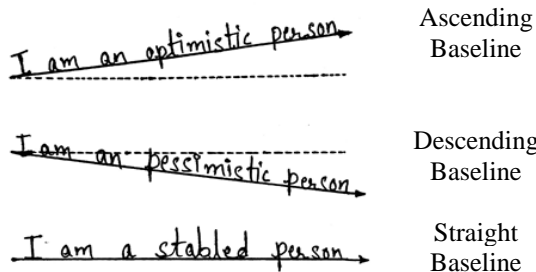 I am an optimistic person
Ascending
Baseline
I am an pessimistic person
Descending
Baseline
I am a stabled person
Straight
Baseline